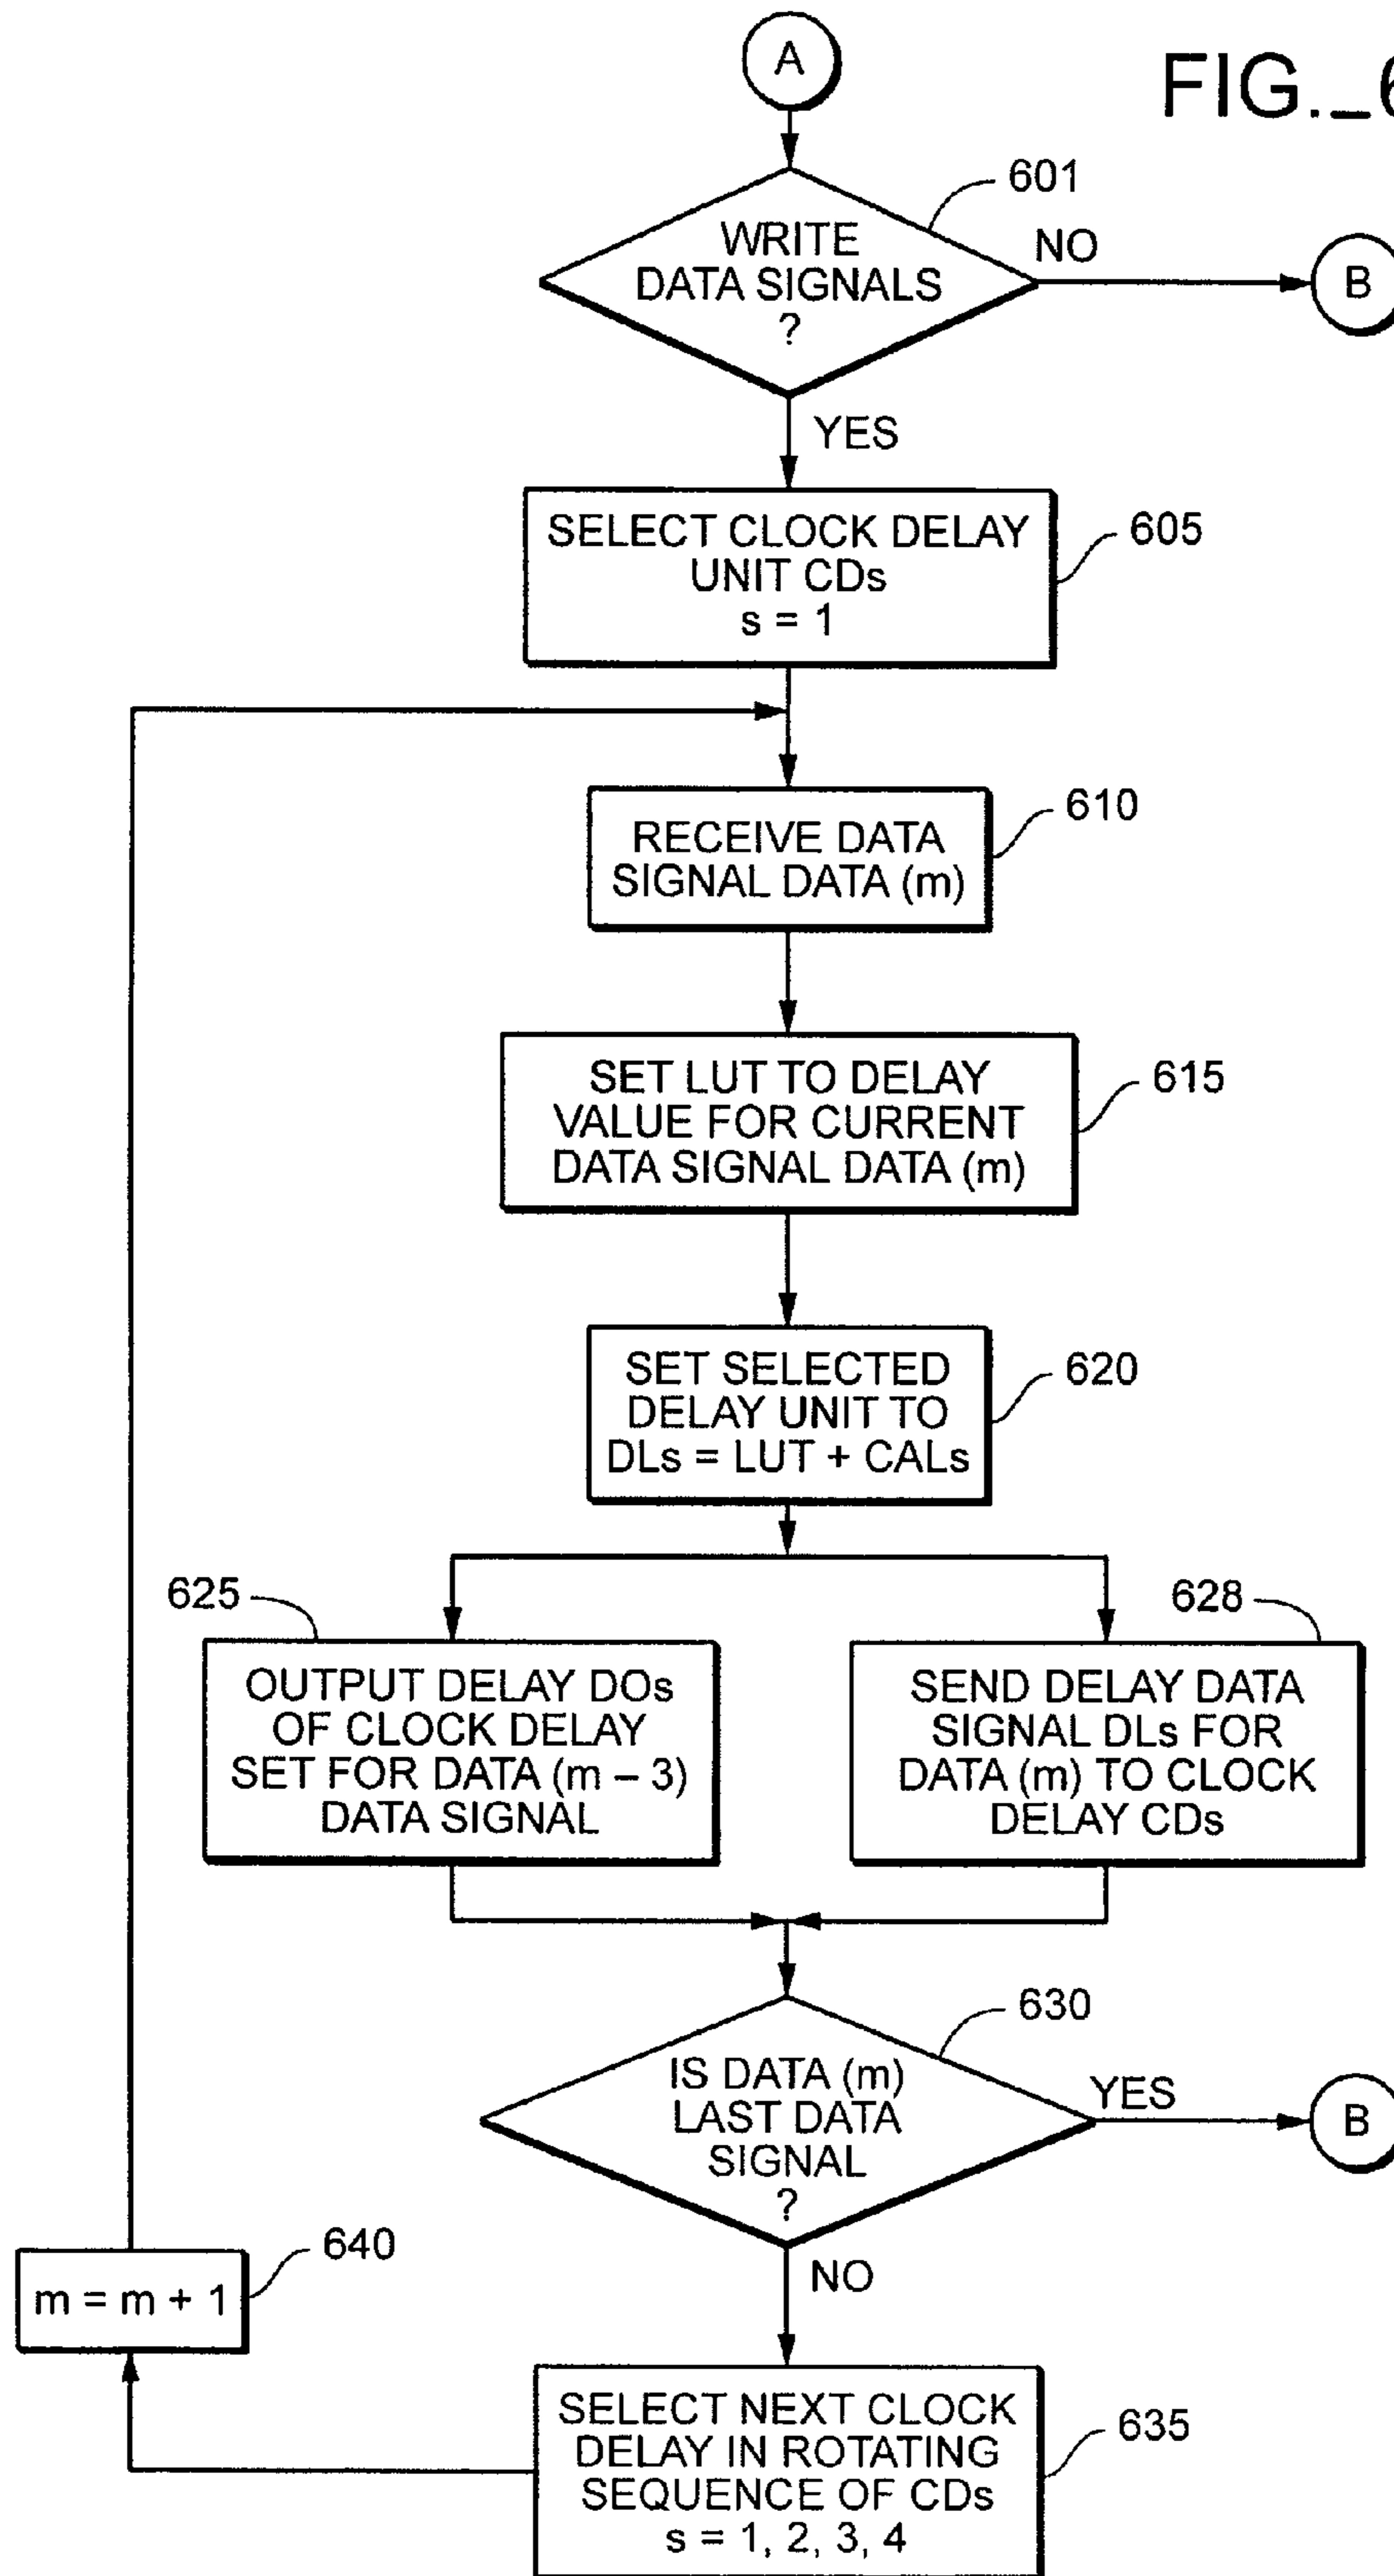 A
FIG._6
601
WRITE
DATA SIGNALS
?
NO
B
YES
SELECT CLOCK DELAY
UNIT CDs
s = 1
605
RECEIVE DATA
SIGNAL DATA (m)
610
SET LUT TO DELAY
VALUE FOR CURRENT
DATA SIGNAL DATA (m)
615
SET SELECTED
DELAY UNIT TO
DLs = LUT + CALs
620
625
OUTPUT DELAY DOs
OF CLOCK DELAY
SET FOR DATA (m – 3)
DATA SIGNAL
628
SEND DELAY DATA
SIGNAL DLs FOR
DATA (m) TO CLOCK
DELAY CDs
630
IS DATA (m)
LAST DATA
SIGNAL
?
YES
B
NO
640
m = m + 1
SELECT NEXT CLOCK
DELAY IN ROTATING
SEQUENCE OF CDs
s = 1, 2, 3, 4
635